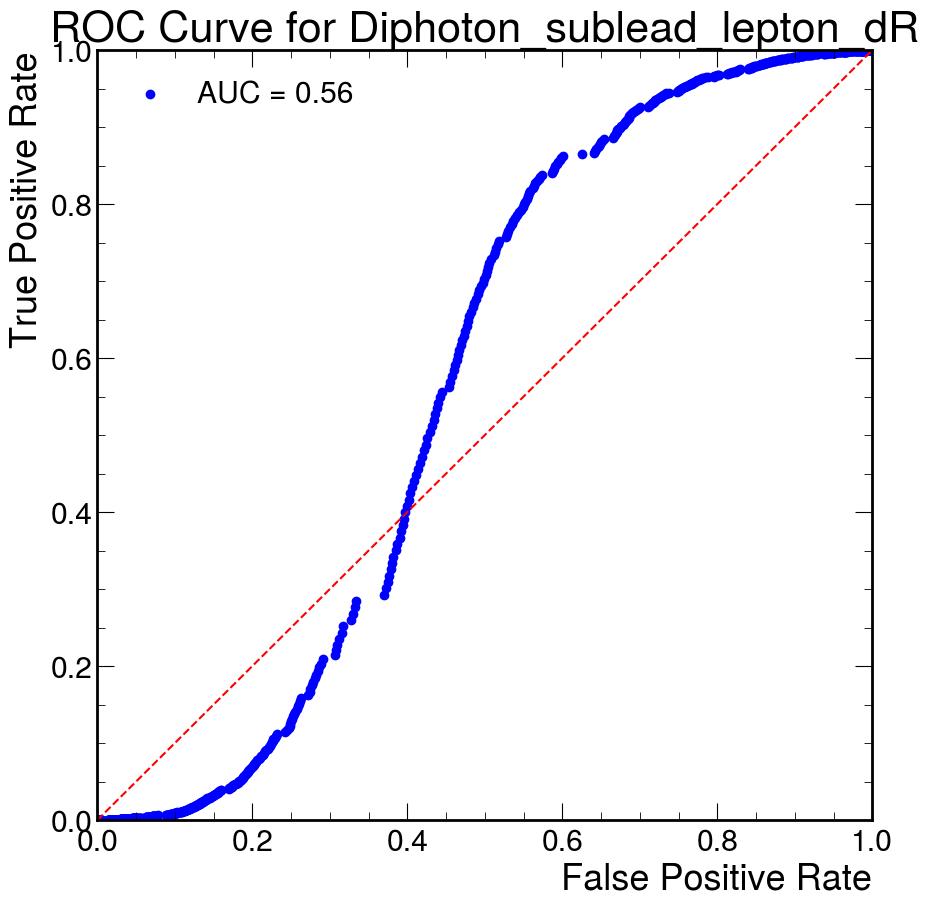 ROC Curve for Diphoton_sublead_lepton_dR
True Positive Rate
1.0
0.8
0.6
0.4
0.2
0.0
AUC = 0.56
0.0 0.2 0.4 0.6 0.8 1.0
False Positive Rate